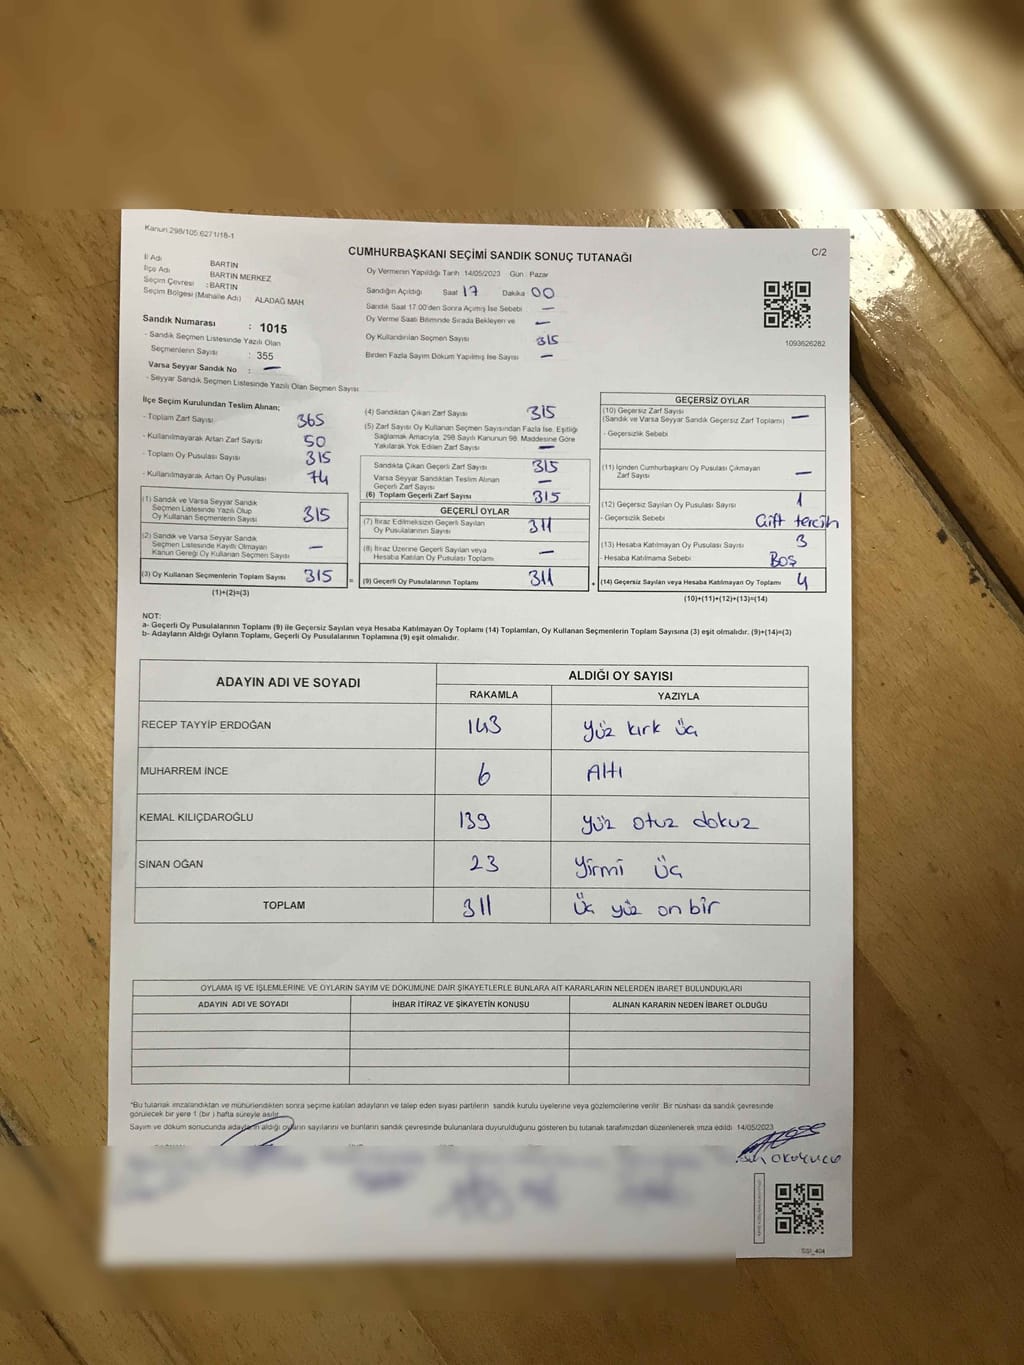 Kanun:298/105;6271/18-1
CUMHURBAŞKANI SEÇİMİ SANDIK SONUÇ TUTANAĞI
C/2
İl Adı BARTIN
İlçe Adı BARTIN MERKEZ
Seçim Çevresi : BARTIN
Seçim Bölgesi (Mahalle Adı) ALADAĞ MAH
Sandık Numarası : 1015
- Sandık Seçmen Listesinde Yazılı Olan
Seçmenlerin Sayısı : 355
Varsa Seyyar Sandık No : —
- Seyyar Sandık Seçmen Listesinde Yazılı Olan Seçmen Sayısı
Oy Vermenin Yapıldığı Tarih 14/05/2023 Gün : Pazar
Sandığın Açıldığı Saat 17 Dakika 00
Sandık Saat 17.00'den Sonra Açılmış İse Sebebi —
Oy Verme Saati Bitiminde Sırada Bekleyen ve —
Oy Kullandırılan Seçmen Sayısı 315
Birden Fazla Sayım Döküm Yapılmış İse Sayısı —
1093626262
İlçe Seçim Kurulundan Teslim Alınan;
- Toplam Zarf Sayısı 365
- Kullanılmayarak Artan Zarf Sayısı 50
- Toplam Oy Pusulası Sayısı 315
- Kullanılmayarak Artan Oy Pusulası 74
(1) Sandık ve Varsa Seyyar Sandık
Seçmen Listesinde Yazılı Olup
Oy Kullanan Seçmenlerin Sayısı 315
(2) Sandık ve Varsa Seyyar Sandık
Seçmen Listesinde Kayıtlı Olmayan
Kanun Gereği Oy Kullanan Seçmen Sayısı —
(3) Oy Kullanan Seçmenlerin Toplam Sayısı 315
(1)+(2)=(3)
=
(4) Sandıktan Çıkan Zarf Sayısı 315
(5) Zarf Sayısı Oy Kullanan Seçmen Sayısından Fazla İse, Eşitliği
Sağlamak Amacıyla, 298 Sayılı Kanunun 98. Maddesine Göre
Yakılarak Yok Edilen Zarf Sayısı —
Sandıkta Çıkan Geçerli Zarf Sayısı 315
Varsa Seyyar Sandıktan Teslim Alınan
Geçerli Zarf Sayısı —
(6) Toplam Geçerli Zarf Sayısı 315
GEÇERLİ OYLAR
(7) İtiraz Edilmeksizin Geçerli Sayılan
Oy Pusulalarının Sayısı 311
(8) İtiraz Üzerine Geçerli Sayılan veya
Hesaba Katılan Oy Pusulası Toplamı —
(9) Geçerli Oy Pusulalarının Toplamı 311
+
GEÇERSİZ OYLAR
(10) Geçersiz Zarf Sayısı
(Sandık ve Varsa Seyyar Sandık Geçersiz Zarf Toplamı) —
- Geçersizlik Sebebi
(11) İçinden Cumhurbaşkanı Oy Pusulası Çıkmayan
Zarf Sayısı —
(12) Geçersiz Sayılan Oy Pusulası Sayısı 1
- Geçersizlik Sebebi Çift tercih
(13) Hesaba Katılmayan Oy Pusulası Sayısı 3
- Hesaba Katılmama Sebebi Boş
(14) Geçersiz Sayılan veya Hesaba Katılmayan Oy Toplamı 4
(10)+(11)+(12)+(13)=(14)
NOT:
a- Geçerli Oy Pusulalarının Toplamı (9) ile Geçersiz Sayılan veya Hesaba Katılmayan Oy Toplamı (14) Toplamları, Oy Kullanan Seçmenlerin Toplam Sayısına (3) eşit olmalıdır. (9)+(14)=(3)
b- Adayların Aldığı Oyların Toplamı, Geçerli Oy Pusulalarının Toplamına (9) eşit olmalıdır.
ADAYIN ADI VE SOYADI ALDIĞI OY SAYISI
RAKAMLA YAZIYLA
RECEP TAYYİP ERDOĞAN 143 Yüz kırk üç
MUHARREM İNCE 6 Altı
KEMAL KILIÇDAROĞLU 139 Yüz otuz dokuz
SİNAN OĞAN 23 Yirmi üç
TOPLAM 311 üç yüz on bir
OYLAMA İŞ VE İŞLEMLERİNE VE OYLARIN SAYIM VE DÖKÜMÜNE DAİR ŞİKAYETLERLE BUNLARA AİT KARARLARIN NELERDEN İBARET BULUNDUKLARI
ADAYIN ADI VE SOYADI İHBAR İTİRAZ VE ŞİKAYETİN KONUSU ALINAN KARARIN NEDEN İBARET OLDUĞU
*Bu tutanak imzalandıktan ve mühürlendikten sonra seçime katılan adayların ve talep eden siyasi partilerin sandık kurulu üyelerine veya gözlemcilerine verilir. Bir nüshası da sandık çevresinde
görülecek bir yere 1 (bir ) hafta süreyle asılır.
Sayım ve döküm sonucunda adayların aldığı oyların sayılarını ve bunların sandık çevresinde bulunanlara duyurulduğunu gösteren bu tutanak tarafımızdan düzenlenerek imza edildi. 14/05/2023
OKUYUCU
SSI_404